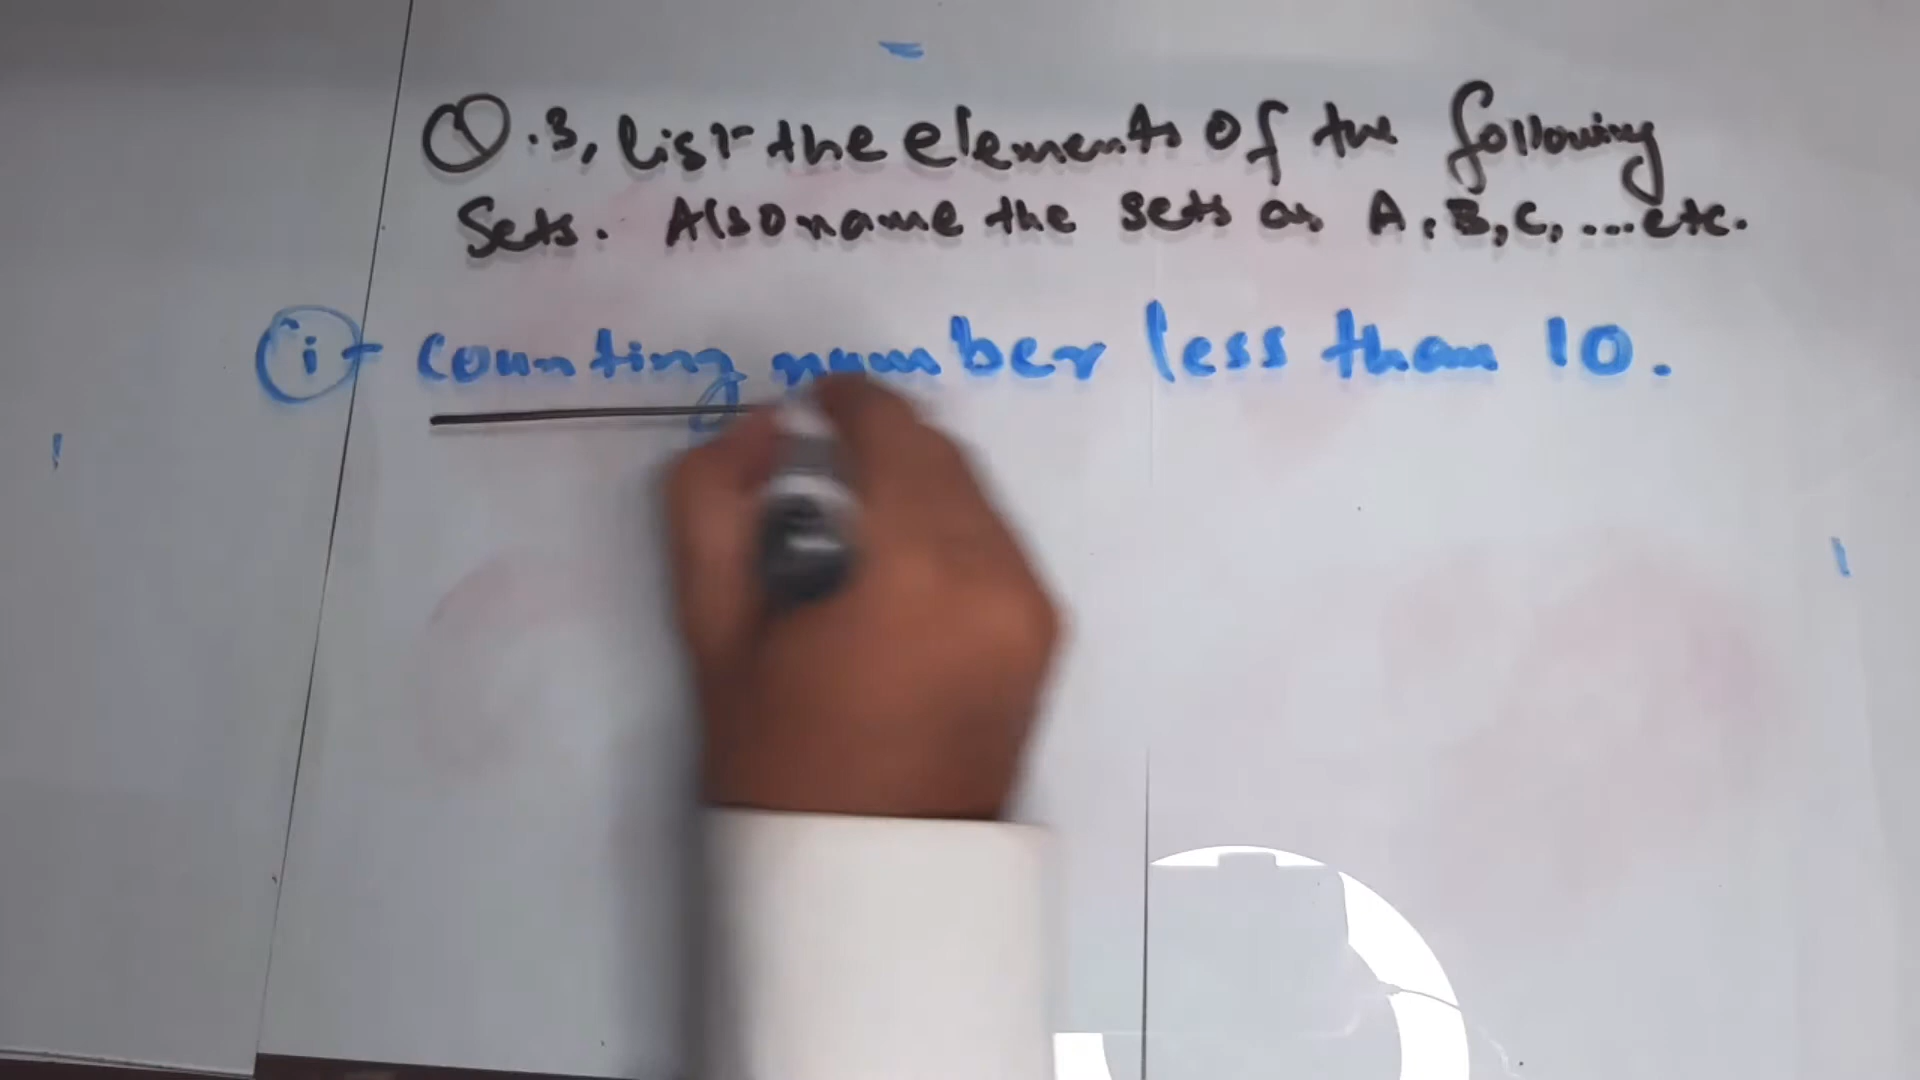 Q.3, List the elements of the following
Sets. Also name the sets as A, B, C, ... etc.
(i) - Counting number less than 10.